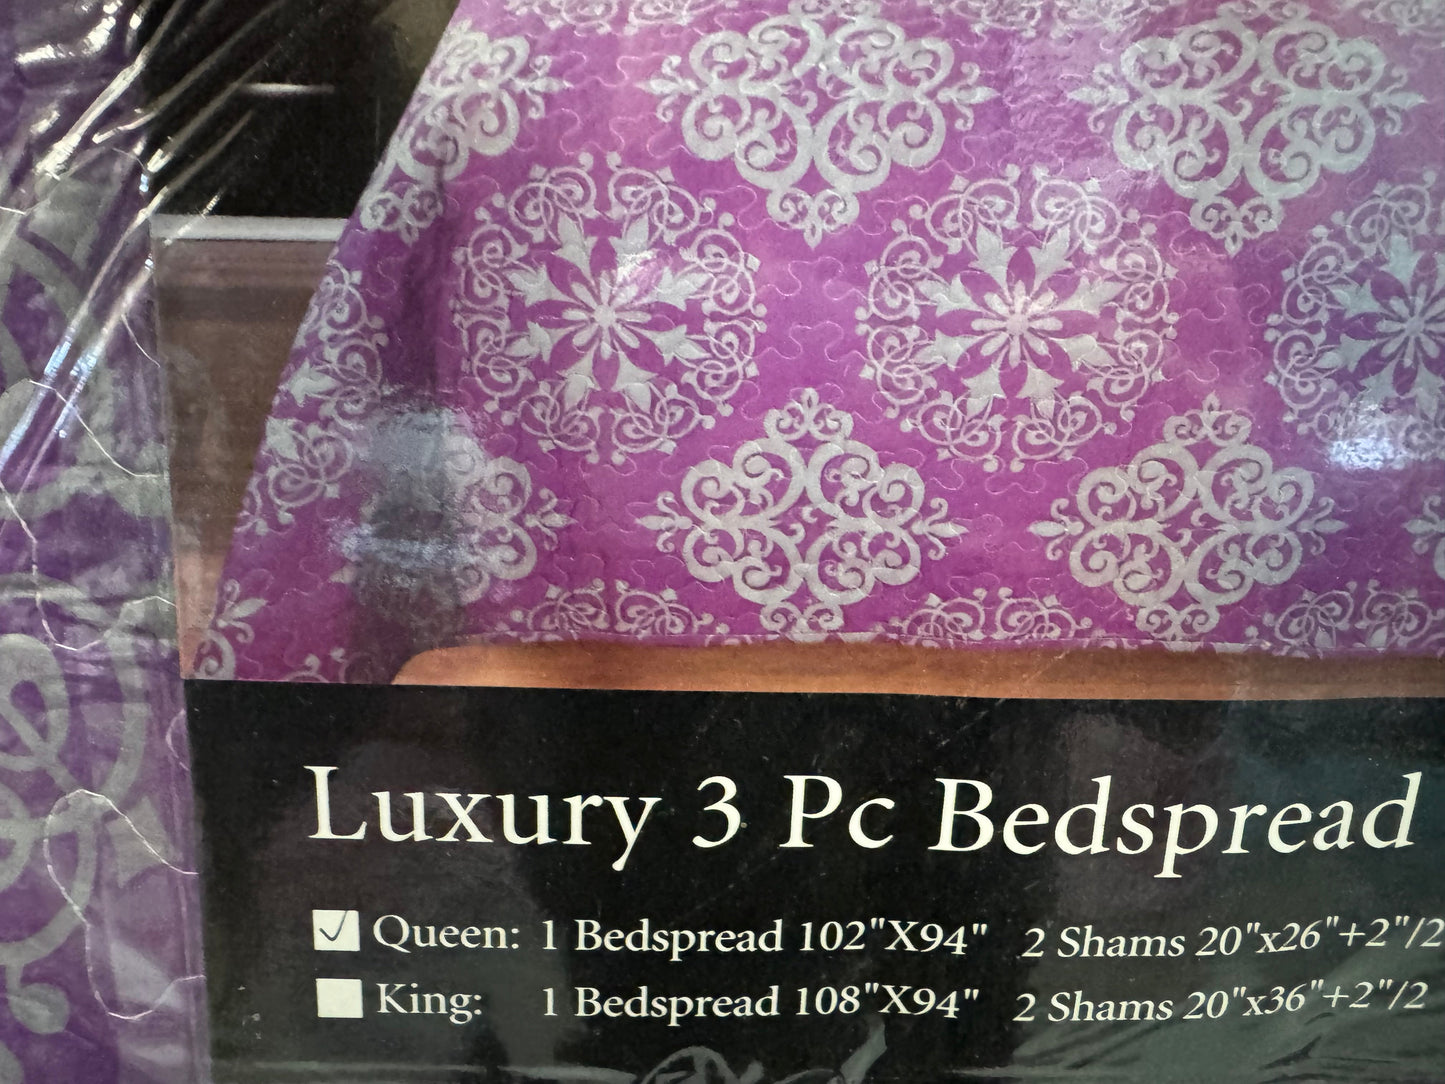 Luxury 3 Pc Bedspread
Queen: 1 Bedspread 102"X94" 2 Shams 20"x26"+2"/2
King: 1 Bedspread 108"X94" 2 Shams 20"x36"+2"/2